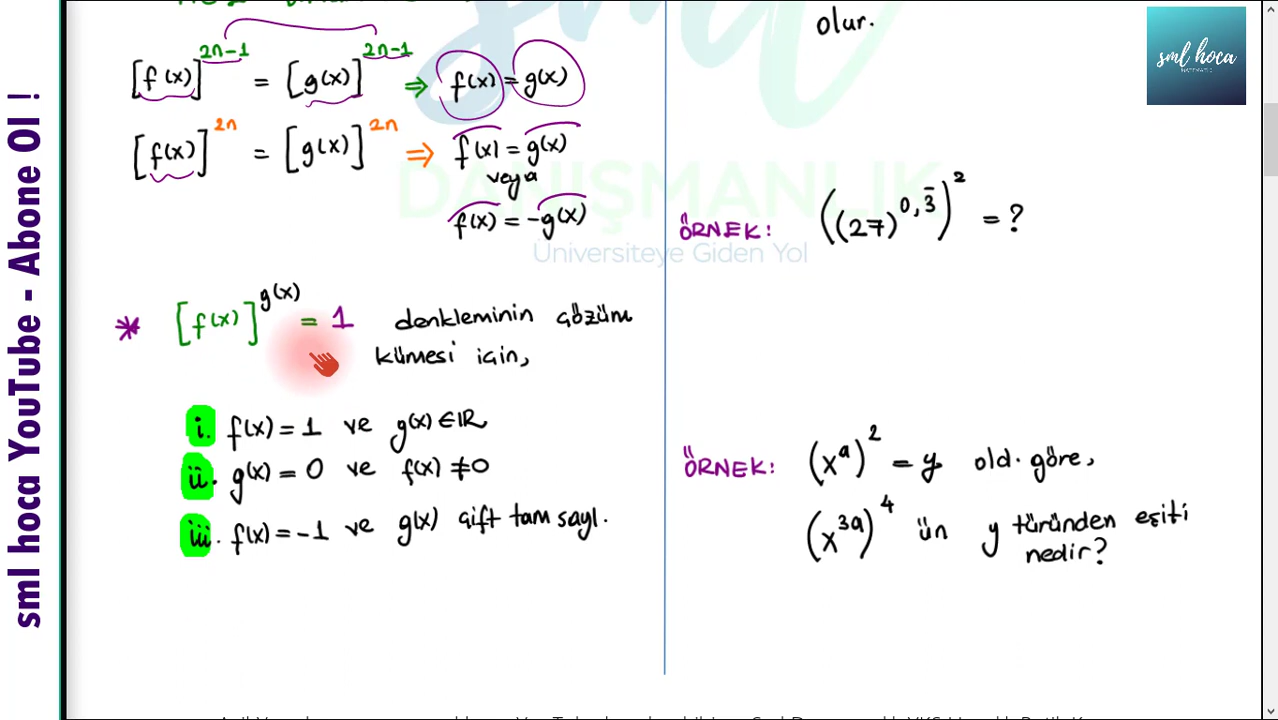 sml hoca YouTube - Abone Ol !
[f(x)]^{2n-1} = [g(x)]^{2n-1} ⇒ f(x) = g(x)
[f(x)]^{2n} = [g(x)]^{2n} ⇒ f(x) = g(x)
veya
f(x) = -g(x)
* [f(x)]^{g(x)} = 1 denkleminin çözüm
kümesi için,
i. f(x) = 1 ve g(x) ∈ IR
ii. g(x) = 0 ve f(x) ≠ 0
iii. f(x) = -1 ve g(x) çift tam sayı.
olur.
sml hoca
MATEMATİK
DANIŞMANLIK
Üniversiteye Giden Yol
ÖRNEK: ((27)^{0,3̅})^2 = ?
ÖRNEK: (x^a)^2 = y old. göre,
(x^{3a})^4 ün y türünden eşiti
nedir?